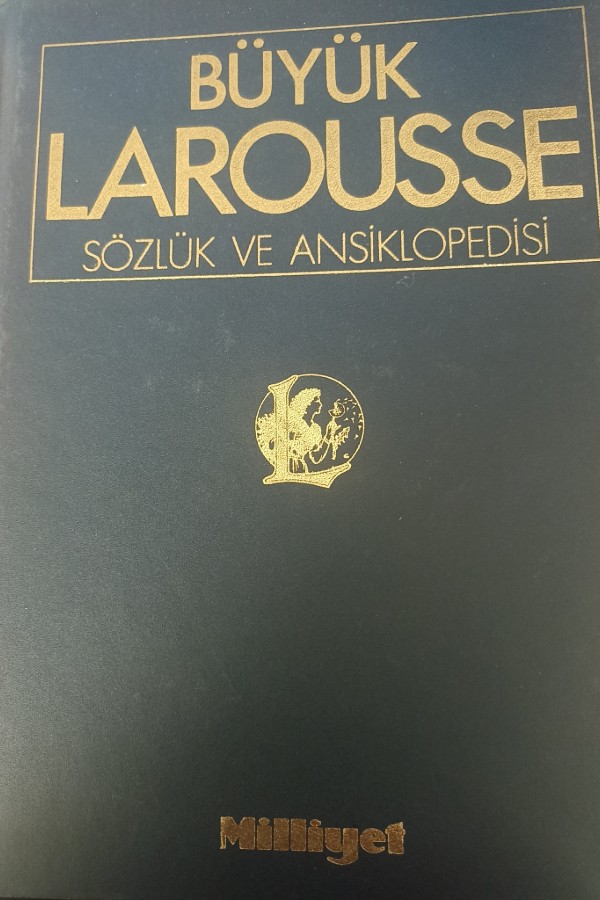 BÜYÜK
LAROUSSE
SÖZLÜK VE ANSİKLOPEDİSİ
L
Milliyet